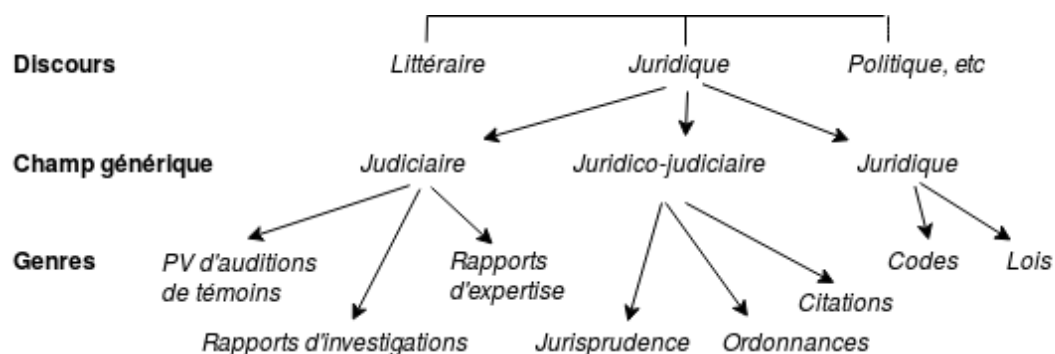 Discours Littéraire Juridique Politique, etc
Champ générique Judiciaire Juridico-judiciaire Juridique
Genres PV d'auditions de témoins Rapports d'expertise Codes Lois
Citations
Rapports d'investigations Jurisprudence Ordonnances